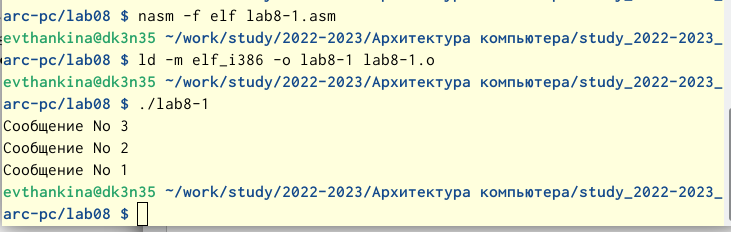 arc-pc/lab08 $ nasm -f elf lab8-1.asm
evthankina@dk3n35 ~/work/study/2022-2023/Архитектура компьютера/study_2022-2023_
arc-pc/lab08 $ ld -m elf_i386 -o lab8-1 lab8-1.o
evthankina@dk3n35 ~/work/study/2022-2023/Архитектура компьютера/study_2022-2023_
arc-pc/lab08 $ ./lab8-1
Сообщение No 3
Сообщение No 2
Сообщение No 1
evthankina@dk3n35 ~/work/study/2022-2023/Архитектура компьютера/study_2022-2023_
arc-pc/lab08 $